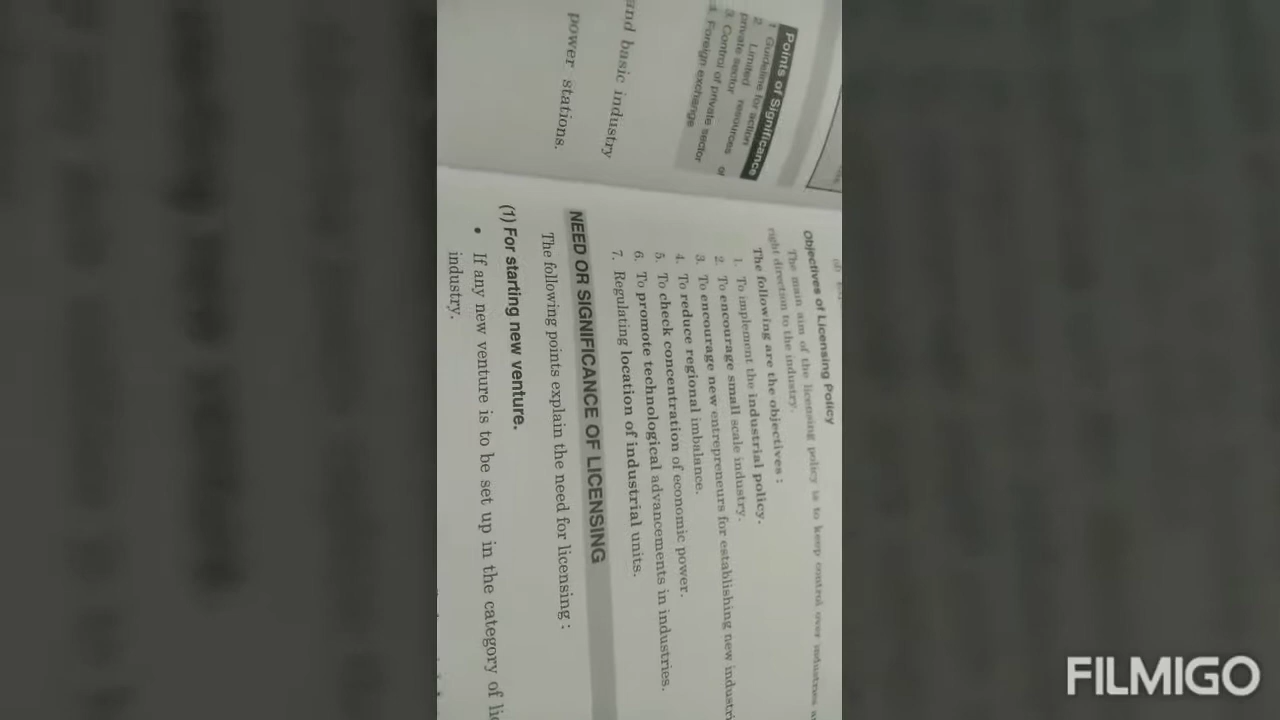 Points of Significance
1. Guideline for action
2. Limited
private sector resources
3. Control of private sector
4. Foreign exchange
and basic industry
power stations.
Objectives of Licensing Policy
The main aim of the licensing policy is to keep control over industries
right direction to the industry.
The following are the objectives :
1. To implement the industrial policy.
2. To encourage small scale industry.
3. To encourage new entrepreneurs for establishing new industri
4. To reduce regional imbalance.
5. To check concentration of economic power.
6. To promote technological advancements in industries.
7. Regulating location of industrial units.
NEED OR SIGNIFICANCE OF LICENSING
The following points explain the need for licensing :
(1) For starting new venture.
• If any new venture is to be set up in the category of li
industry.
FILMIGO